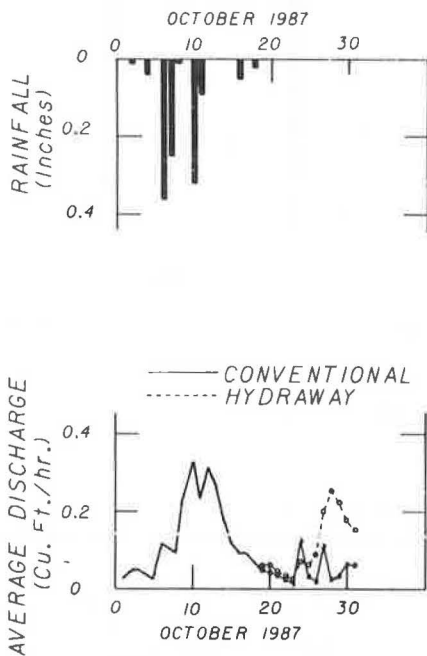 OCTOBER 1987
0 10 20 30
0
0.2
0.4
RAINFALL
(Inches)
CONVENTIONAL
HYDRAWAY
0.4
0.2
0
AVERAGE DISCHARGE
(Cu. Ft./hr.)
0 10 20 30
OCTOBER 1987